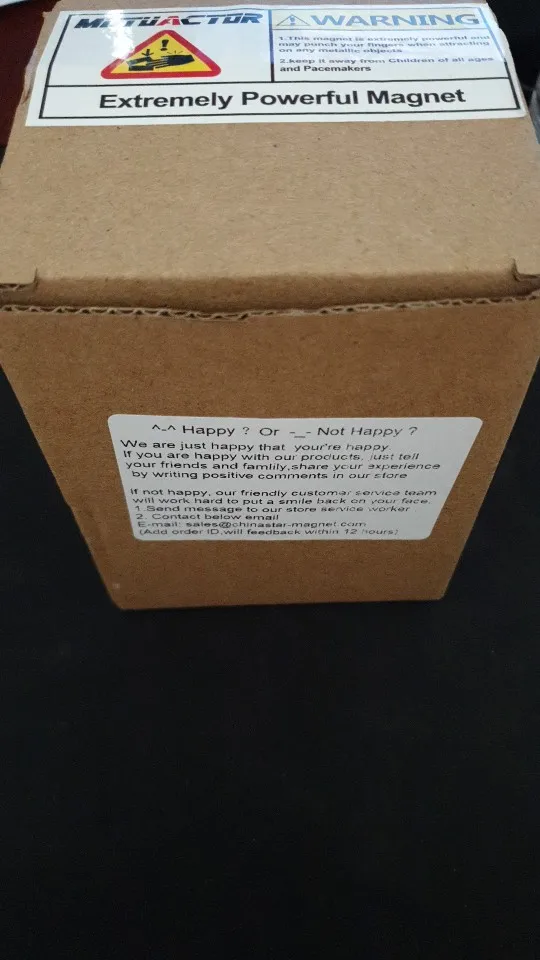 MUTUACTOR
WARNING
1.This magnet is extremely powerful and
may punch your fingers when attracting
on any metallic objects
2.keep it away from Children of all ages
and Pacemakers
Extremely Powerful Magnet
^-^ Happy ? Or -_- Not Happy ?
We are just happy that your're happy
If you are happy with our products, just tell
your friends and famlily,share your experience
by writing positive comments in our store
If not happy, our friendly customer service team
will work hard to put a smile back on your face.
1.Send message to our store service worker
2. Contact below email
E-mail: sales@chinastar-magnet.com
(Add order ID,will feedback within 12 hours)